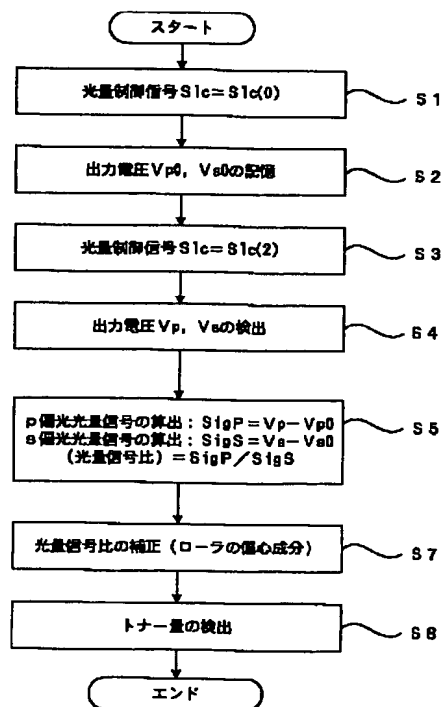 スタート
光量制御信号Slc=Slc(0)
S1
出力電圧Vp0, Vs0の記憶
S2
光量制御信号Slc=Slc(2)
S3
出力電圧Vp, Vsの検出
S4
p偏光光量信号の算出:SigP=Vp-Vp0
s偏光光量信号の算出:SigS=Vs-Vs0
(光量信号比)=SigP/SigS
S5
光量信号比の補正(ローラの偏心成分)
S7
トナー量の検出
S8
エンド